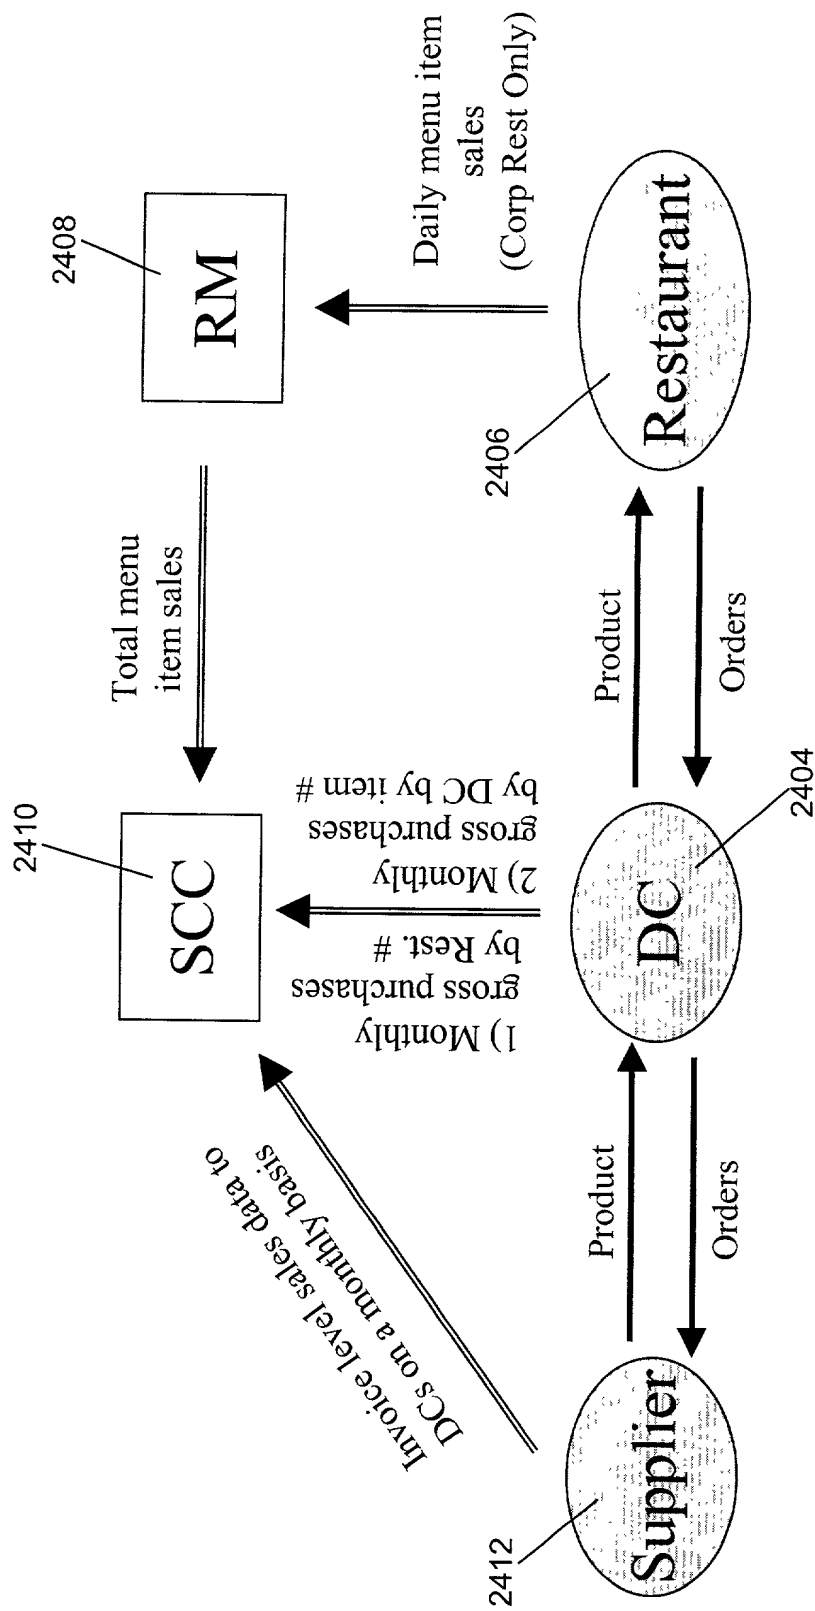 2410
SCC
Total menu
item sales
2408
RM
Invoice level sales data to
DCs on a monthly basis
1) Monthly
gross purchases
by Rest. #
2) Monthly
gross purchases
by DC by item #
Daily menu item
sales
(Corp Rest Only)
2412
Supplier
Product
Orders
DC
2404
Product
Orders
2406
Restaurant